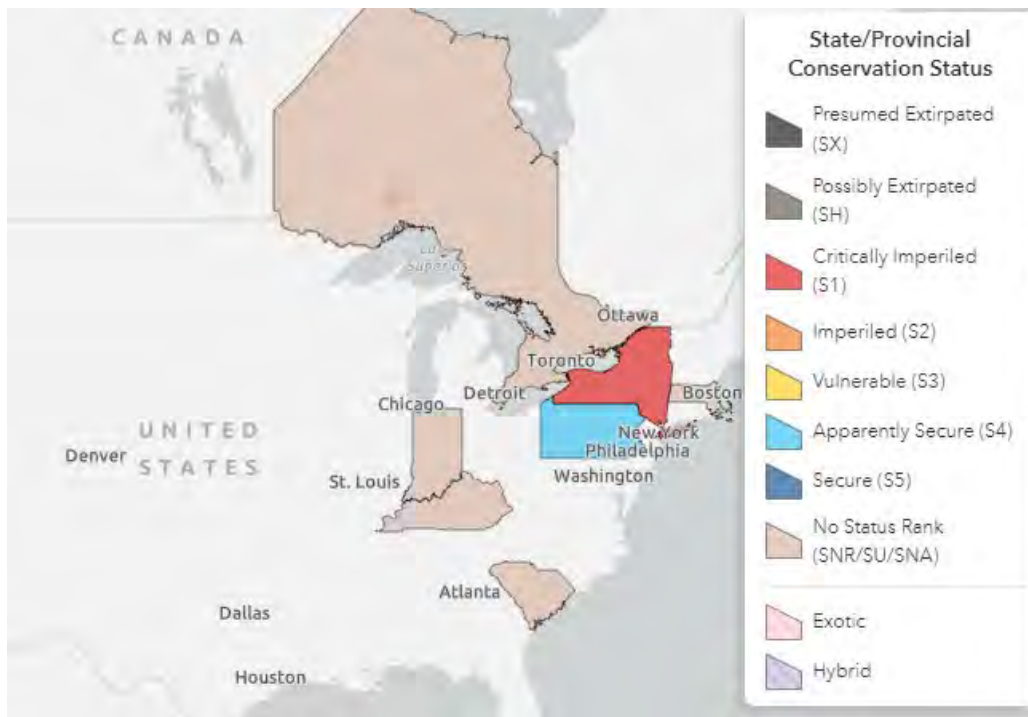 CANADA
La
Superio
Ottawa
Toronto
Detroit
Boston
Chicago
New York
UNITED
STATES
Philadelphia
Denver
Washington
St. Louis
Atlanta
Dallas
Houston
State/Provincial
Conservation Status
Presumed Extirpated
(SX)
Possibly Extirpated
(SH)
Critically Imperiled
(S1)
Imperiled (S2)
Vulnerable (S3)
Apparently Secure (S4)
Secure (S5)
No Status Rank
(SNR/SU/SNA)
Exotic
Hybrid